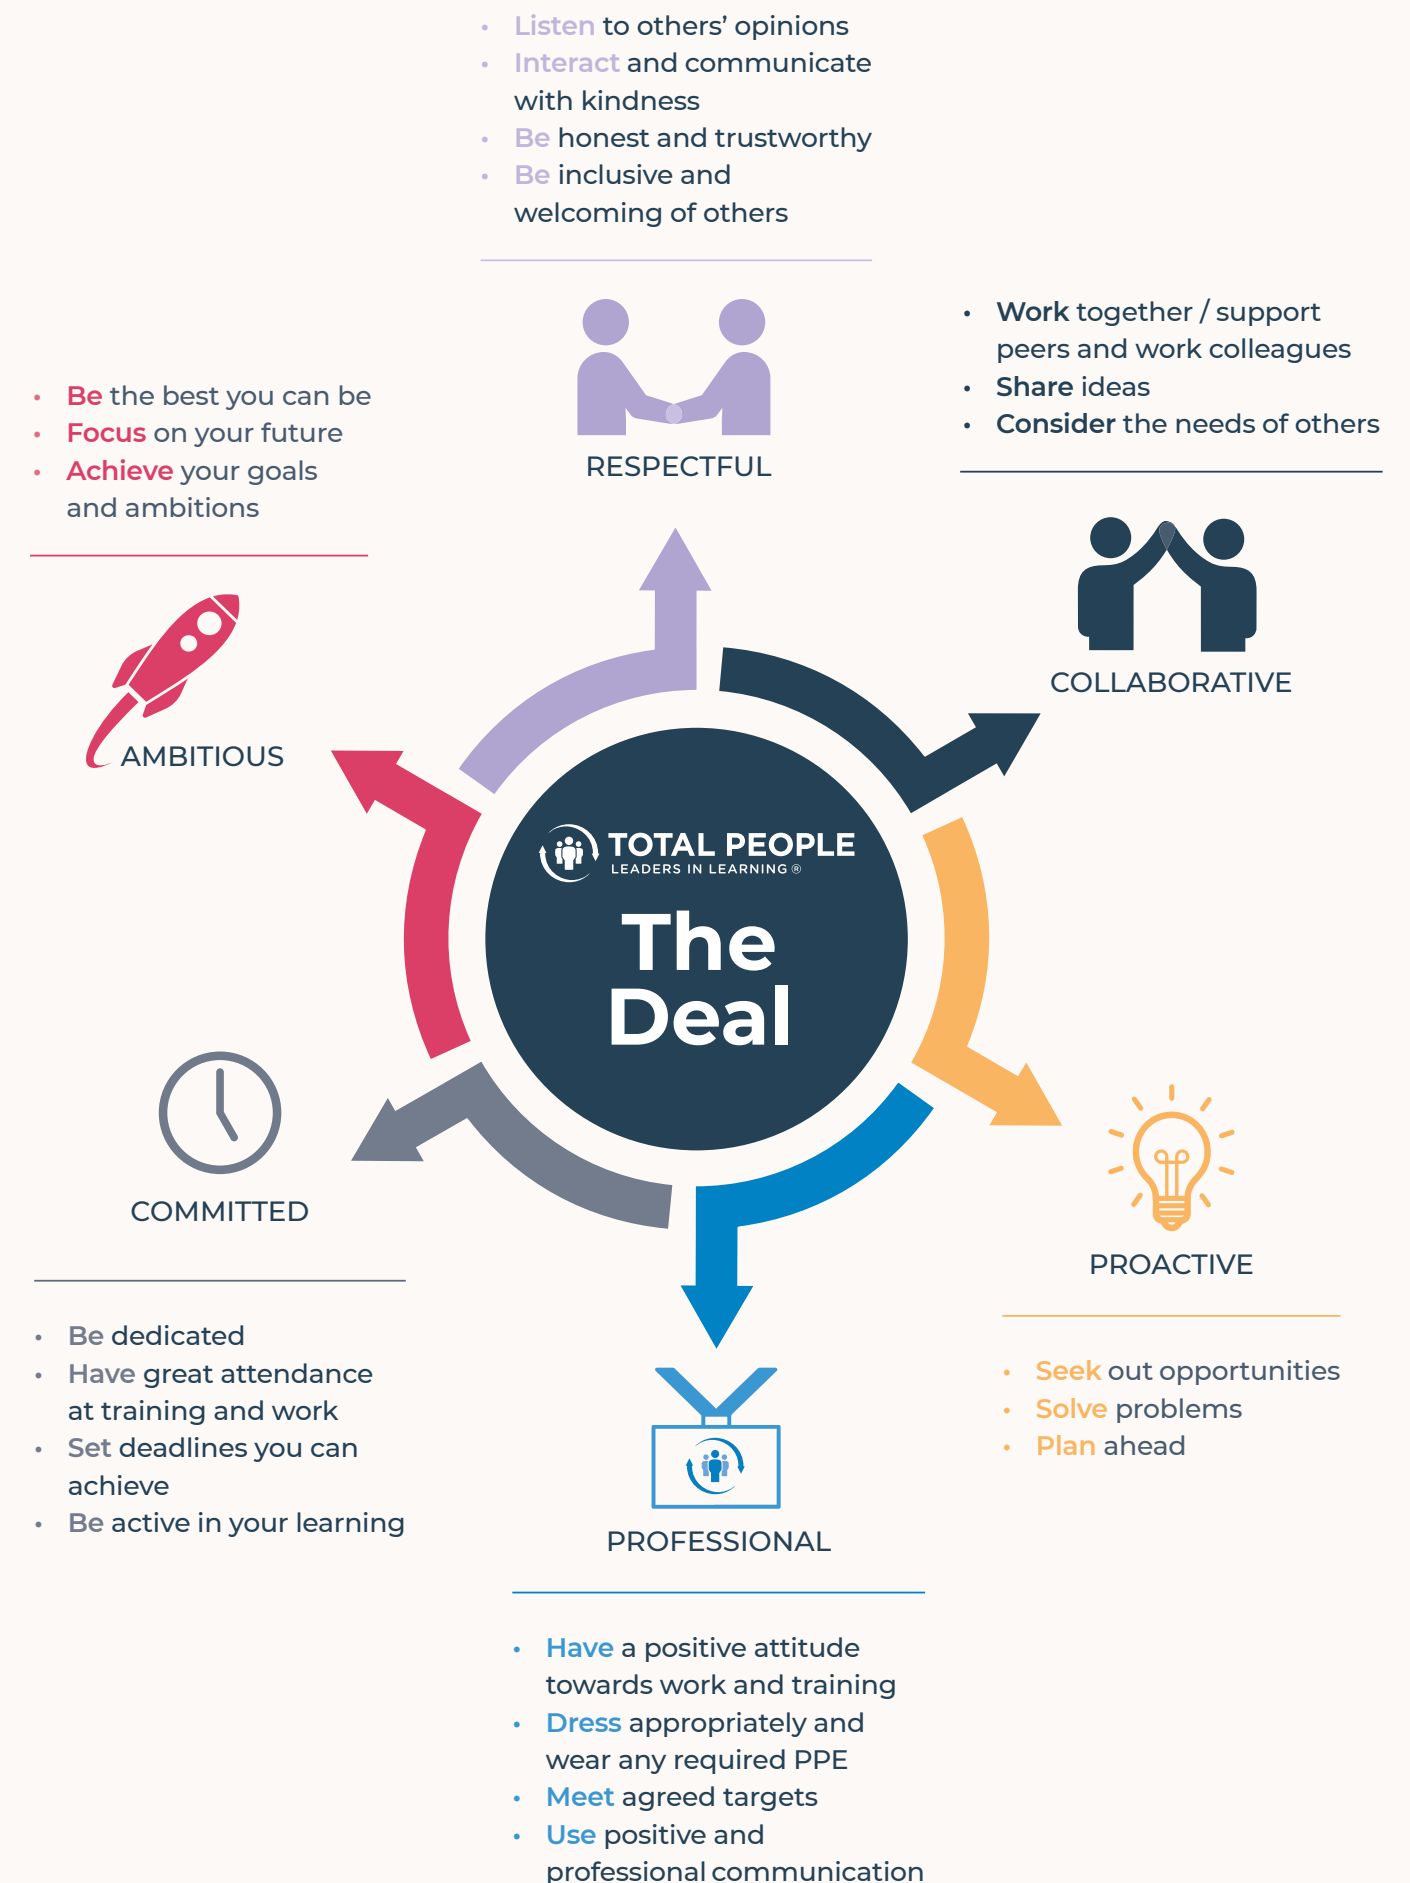 • Listen to others’ opinions
• Interact and communicate
with kindness
• Be honest and trustworthy
• Be inclusive and
welcoming of others
RESPECTFUL
• Work together / support
peers and work colleagues
• Share ideas
• Consider the needs of others
COLLABORATIVE
• Be the best you can be
• Focus on your future
• Achieve your goals
and ambitions
AMBITIOUS
TOTAL PEOPLE
LEADERS IN LEARNING ®
The
Deal
COMMITTED
• Be dedicated
• Have great attendance
at training and work
• Set deadlines you can
achieve
• Be active in your learning
PROACTIVE
• Seek out opportunities
• Solve problems
• Plan ahead
PROFESSIONAL
• Have a positive attitude
towards work and training
• Dress appropriately and
wear any required PPE
• Meet agreed targets
• Use positive and
professional communication